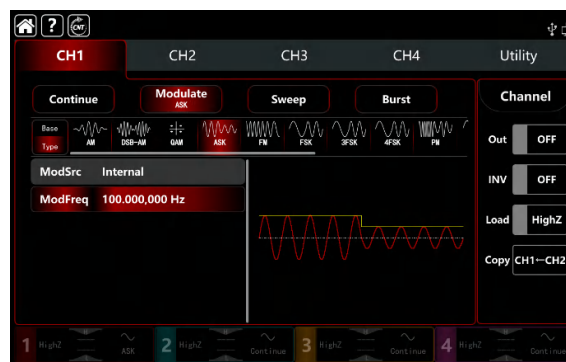 ? CNT
CH1 CH2 CH3 CH4 Utility
Continue Modulate Sweep Burst Channel
ASK
Base
Type AM DSB-AM QAM ASK FM FSK 3FSK 4FSK PM
Out OFF
ModSrc Internal
INV OFF
ModFreq 100.000,000 Hz
Load HighZ
Copy CH1←CH2
1 HighZ ASK 2 HighZ Continue 3 HighZ Continue 4 HighZ Continue